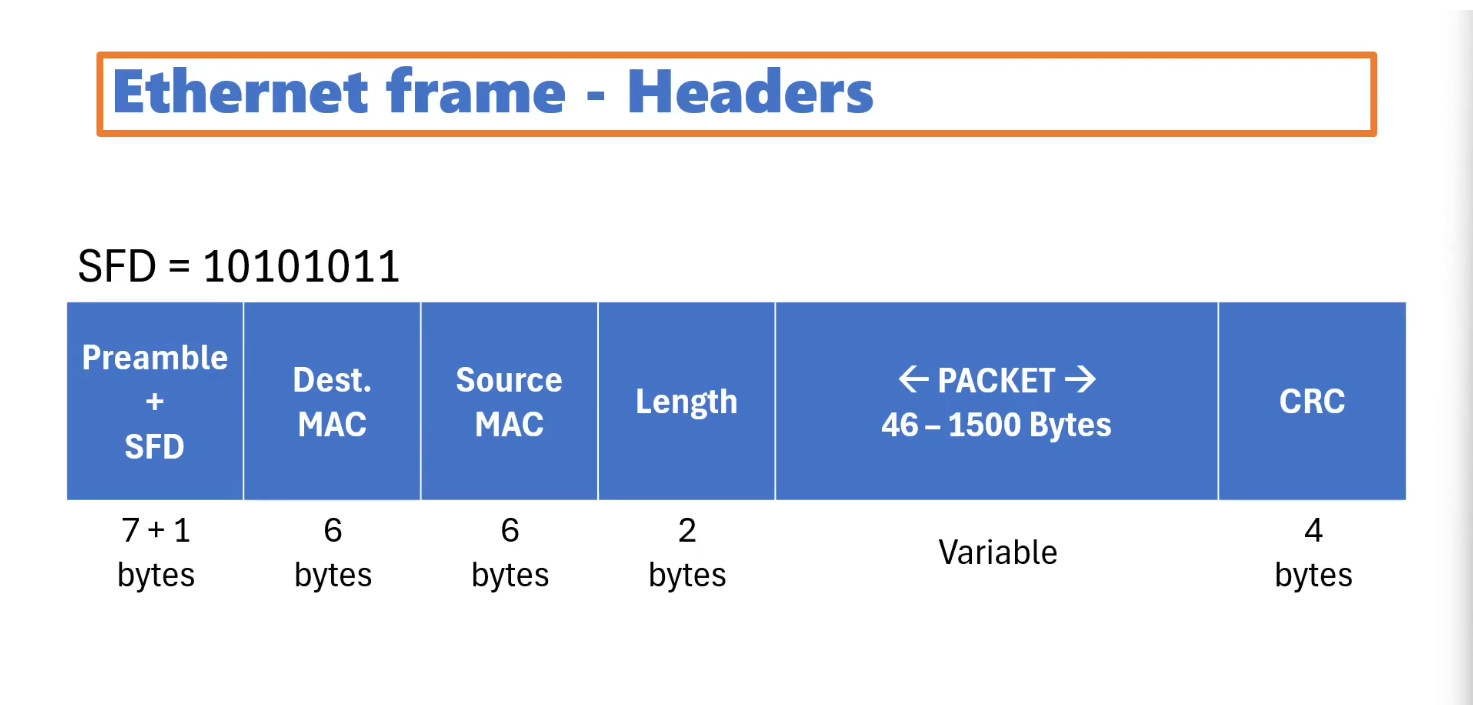 Ethernet frame - Headers
SFD = 10101011
Preamble
+
SFD
Dest.
MAC
Source
MAC
Length
← PACKET →
46 – 1500 Bytes
CRC
7 + 1
bytes
6
bytes
6
bytes
2
bytes
Variable
4
bytes